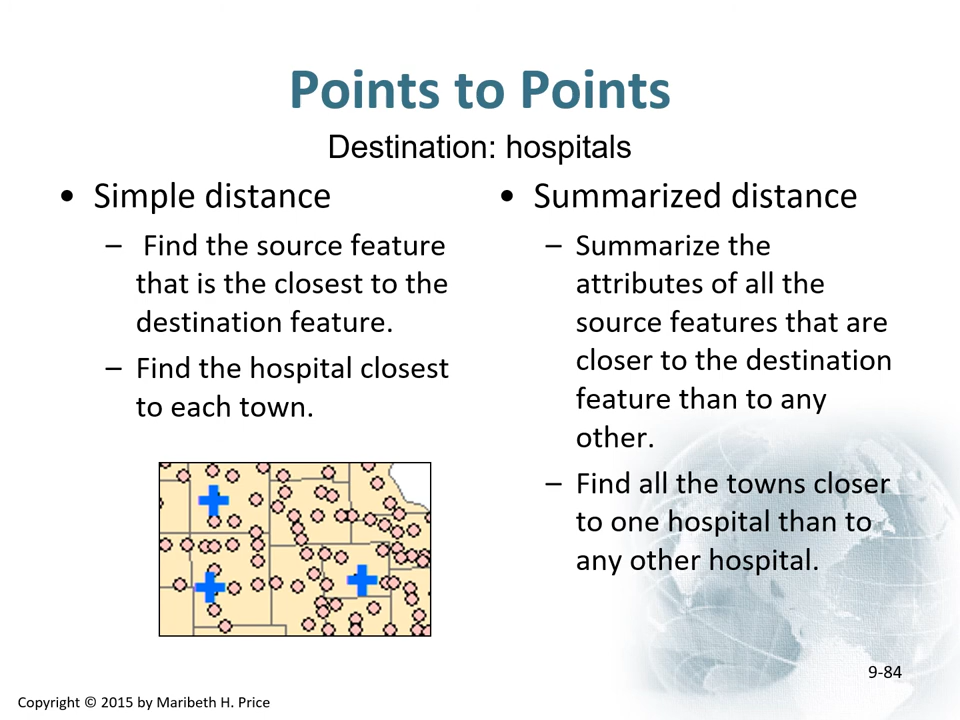 Points to Points
Destination: hospitals
• Simple distance
– Find the source feature
that is the closest to the
destination feature.
– Find the hospital closest
to each town.
• Summarized distance
– Summarize the
attributes of all the
source features that are
closer to the destination
feature than to any
other.
– Find all the towns closer
to one hospital than to
any other hospital.
9-84
Copyright © 2015 by Maribeth H. Price